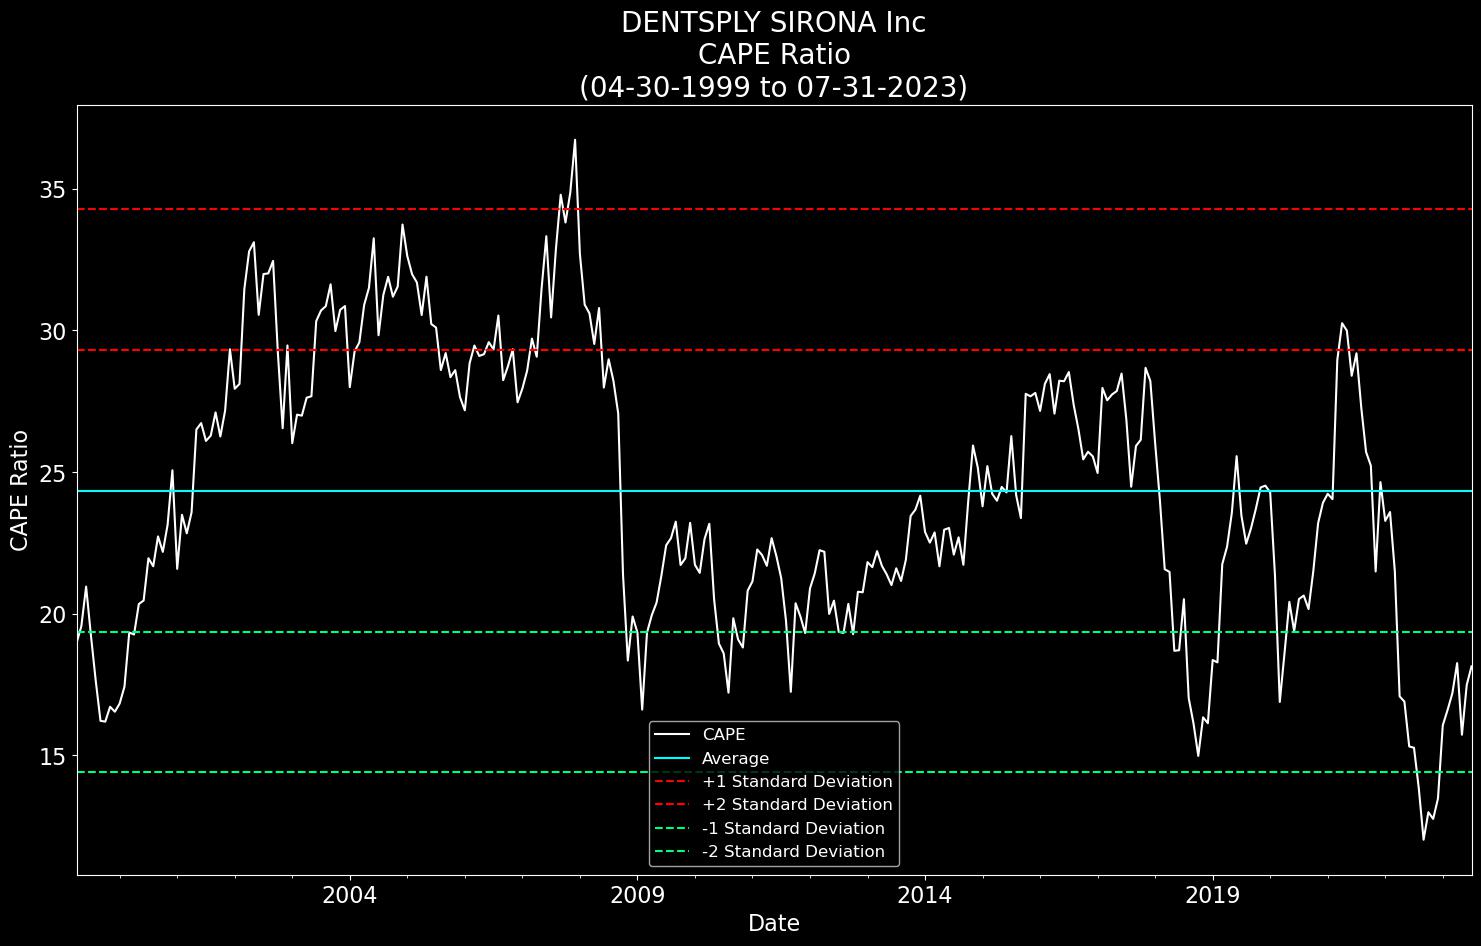 DENTSPLY SIRONA Inc
CAPE Ratio
(04-30-1999 to 07-31-2023)
CAPE Ratio
35
30
25
20
15
CAPE
Average
+1 Standard Deviation
+2 Standard Deviation
-1 Standard Deviation
-2 Standard Deviation
2004
2009
2014
2019
Date